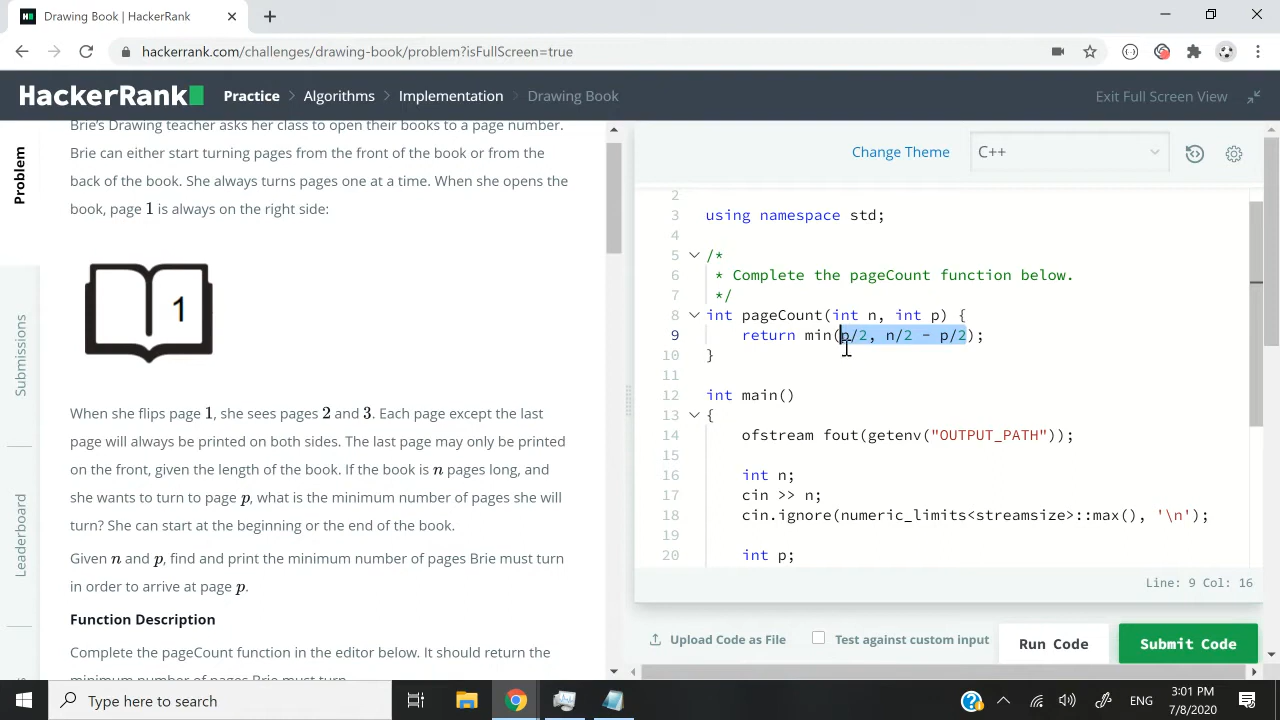 Drawing Book | HackerRank
hackerrank.com/challenges/drawing-book/problem?isFullScreen=true
HackerRank
Practice > Algorithms > Implementation > Drawing Book
Exit Full Screen View
Problem
Submissions
Leaderboard
Brie's Drawing teacher asks her class to open their books to a page number.
Brie can either start turning pages from the front of the book or from the
back of the book. She always turns pages one at a time. When she opens the
book, page 1 is always on the right side:
1
When she flips page 1, she sees pages 2 and 3. Each page except the last
page will always be printed on both sides. The last page may only be printed
on the front, given the length of the book. If the book is n pages long, and
she wants to turn to page p, what is the minimum number of pages she will
turn? She can start at the beginning or the end of the book.
Given n and p, find and print the minimum number of pages Brie must turn
in order to arrive at page p.
Function Description
Complete the pageCount function in the editor below. It should return the
minimum number of pages Brie must turn.
Change Theme
C++
2
3 using namespace std;
4
5 /*
6 * Complete the pageCount function below.
7 */
8 int pageCount(int n, int p) {
9 return min(p/2, n/2 - p/2);
10 }
11
12 int main()
13 {
14 ofstream fout(getenv("OUTPUT_PATH"));
15
16 int n;
17 cin >> n;
18 cin.ignore(numeric_limits<streamsize>::max(), '\n');
19
20 int p;
Line: 9 Col: 16
Upload Code as File
Test against custom input
Run Code
Submit Code
Type here to search
ENG
3:01 PM
7/8/2020